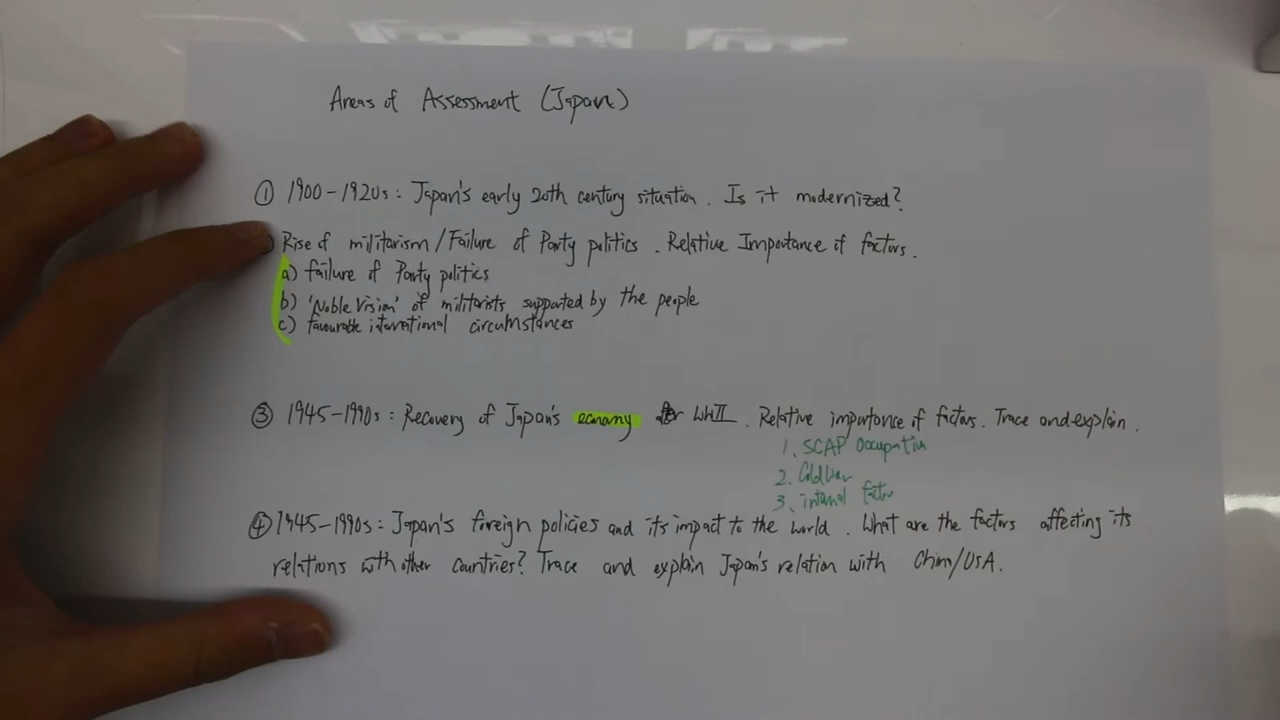 Areas of Assessment (Japan)
① 1900-1920s: Japan's early 20th century situation. Is it modernized?
Rise of militarism/Failure of Party politics. Relative Importance of factors.
a) failure of Party politics
b) 'Noble Vision' of militarists supported by the people
c) favourable international circumstances
③ 1945-1990s: Recovery of Japan's economy after WWII. Relative importance of factors. Trace and explain.
1. SCAP Occupation
2. Cold War
3. internal factor
④ 1945-1990s: Japan's foreign policies and its impact to the world. What are the factors affecting its
relations with other countries? Trace and explain Japan's relation with China/USA.